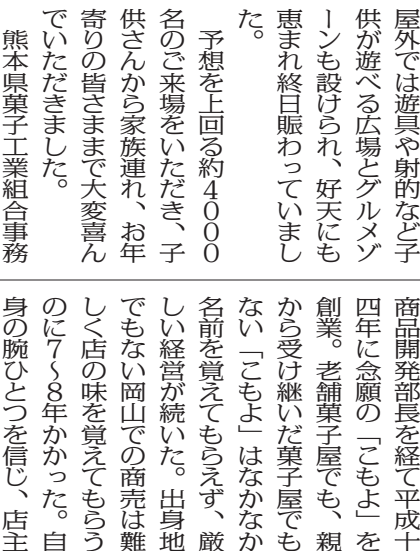 屋外では遊具や射的など子
供が遊べる広場とグルメゾ
ーンも設けられ、好天にも
恵まれ終日賑わっていまし
た。
　予想を上回る約４０００
名のご来場をいただき、子
供さんから家族連れ、お年
寄りの皆さままで大変喜ん
でいただきました。
　熊本県菓子工業組合事務
商品開発部長を経て平成十
四年に念願の「こもよ」を
創業。老舗菓子屋でも、親
から受け継いだ菓子屋でも
ない「こもよ」はなかなか
名前を覚えてもらえず、厳
しい経営が続いた。出身地
でもない岡山での商売は難
しく店の味を覚えてもらう
のに７〜８年かかった。自
身の腕ひとつを信じ、店主